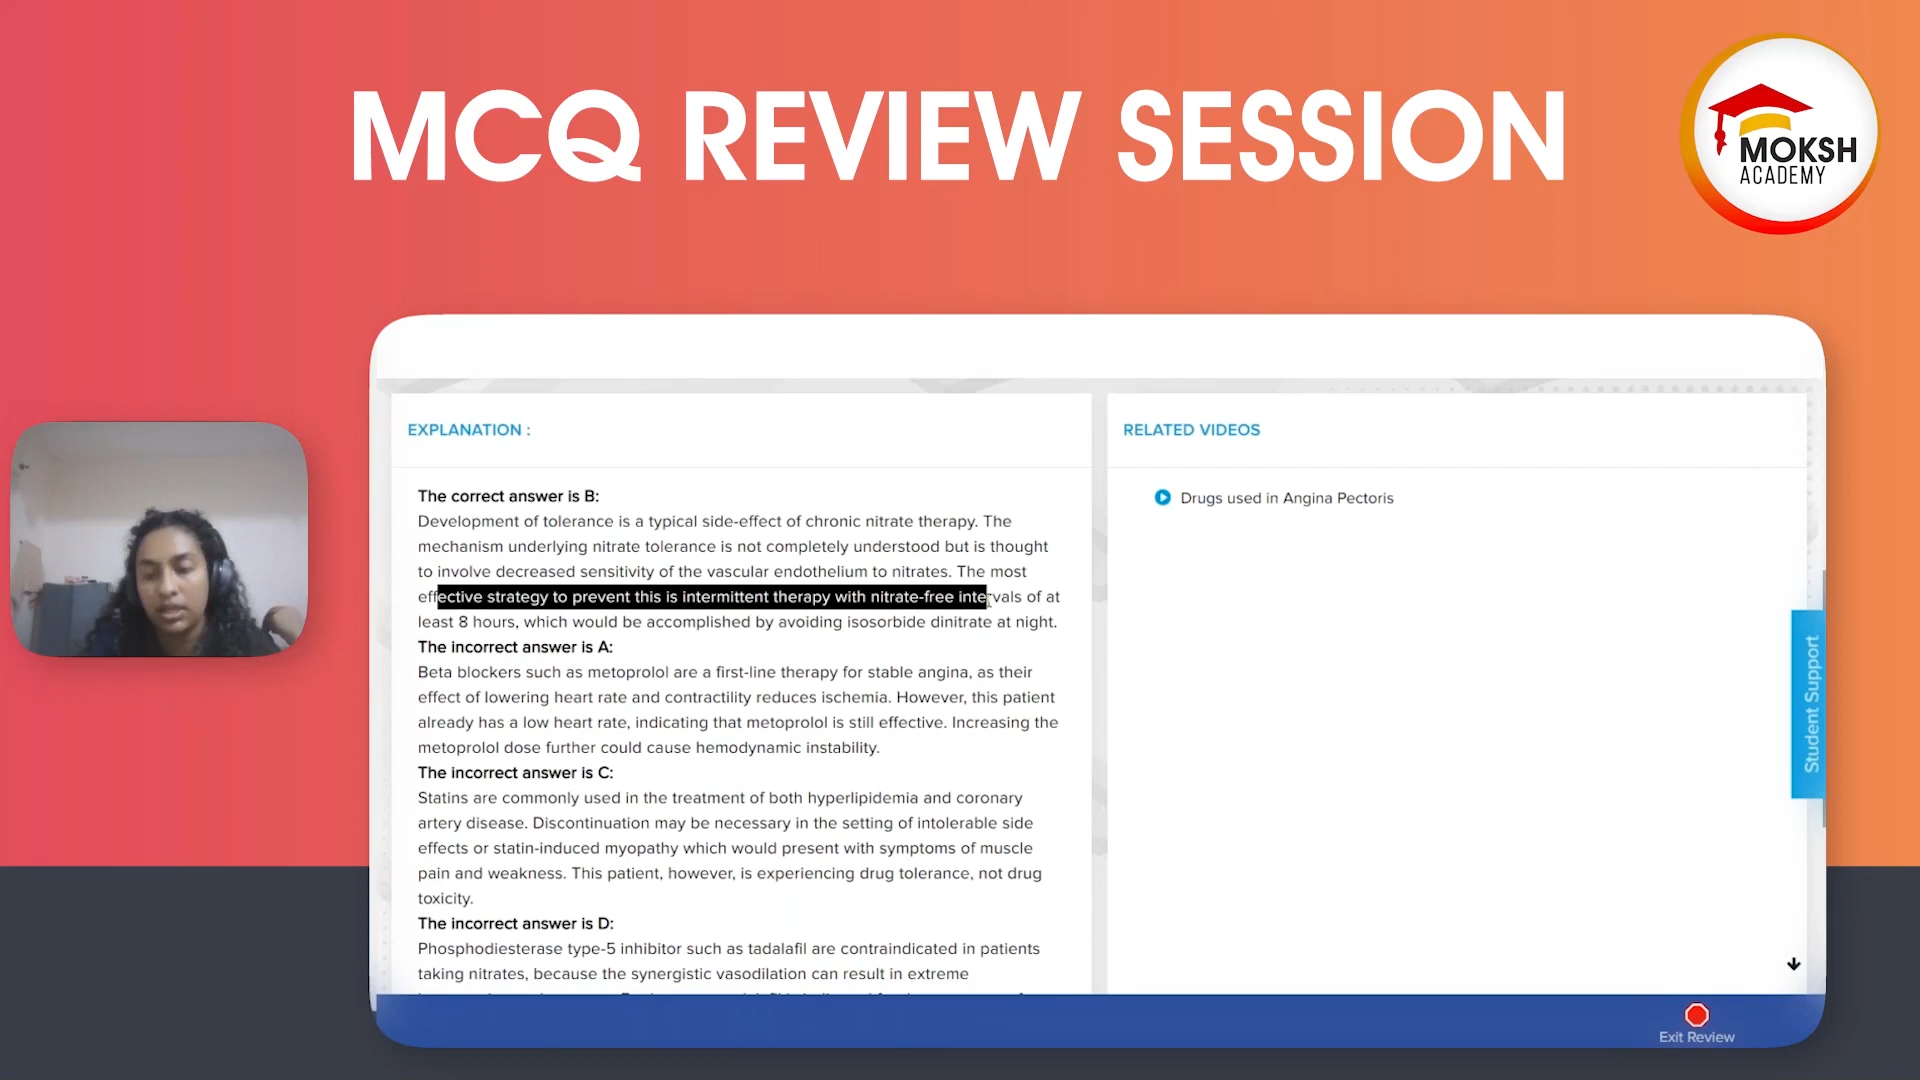 MCQ REVIEW SESSION
MOKSH
ACADEMY
EXPLANATION :
The correct answer is B:
Development of tolerance is a typical side-effect of chronic nitrate therapy. The
mechanism underlying nitrate tolerance is not completely understood but is thought
to involve decreased sensitivity of the vascular endothelium to nitrates. The most
effective strategy to prevent this is intermittent therapy with nitrate-free intervals of at
least 8 hours, which would be accomplished by avoiding isosorbide dinitrate at night.
The incorrect answer is A:
Beta blockers such as metoprolol are a first-line therapy for stable angina, as their
effect of lowering heart rate and contractility reduces ischemia. However, this patient
already has a low heart rate, indicating that metoprolol is still effective. Increasing the
metoprolol dose further could cause hemodynamic instability.
The incorrect answer is C:
Statins are commonly used in the treatment of both hyperlipidemia and coronary
artery disease. Discontinuation may be necessary in the setting of intolerable side
effects or statin-induced myopathy which would present with symptoms of muscle
pain and weakness. This patient, however, is experiencing drug tolerance, not drug
toxicity.
The incorrect answer is D:
Phosphodiesterase type-5 inhibitor such as tadalafil are contraindicated in patients
taking nitrates, because the synergistic vasodilation can result in extreme
RELATED VIDEOS
Drugs used in Angina Pectoris
Student Support
Exit Review